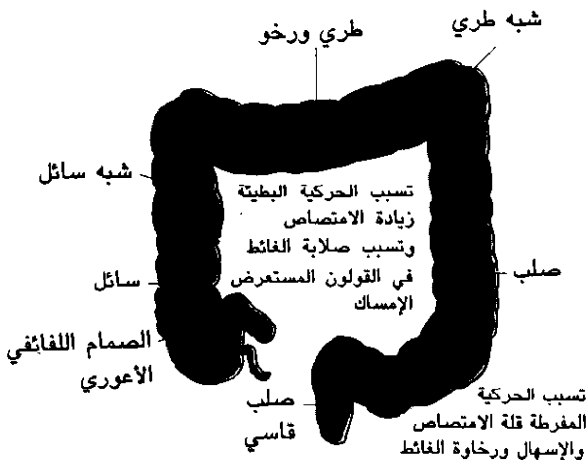 شبه طري
طري ورخو
شبه سائل
تسبب الحركية البطيئة
زيادة الامتصاص
وتسبب صلابة الغائط
في القولون المستعرض
الإمساك
صلب
سائل
الصمام اللفائفي
الأعوري
صلب
قاسي
تسبب الحركية
المفرطة قلة الامتصاص
والإسهال ورخاوة الغائط